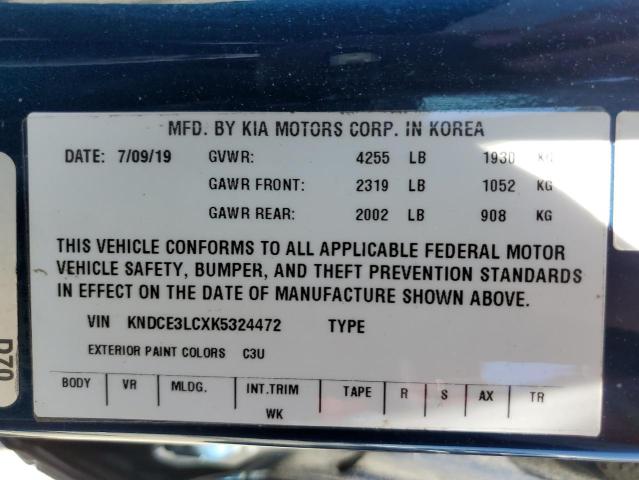 MFD. BY KIA MOTORS CORP. IN KOREA
DATE: 7/09/19 GVWR: 4255 LB 1930 KG
GAWR FRONT: 2319 LB 1052 KG
GAWR REAR: 2002 LB 908 KG
THIS VEHICLE CONFORMS TO ALL APPLICABLE FEDERAL MOTOR
VEHICLE SAFETY, BUMPER, AND THEFT PREVENTION STANDARDS
IN EFFECT ON THE DATE OF MANUFACTURE SHOWN ABOVE.
VIN KNDCE3LCXK5324472 TYPE
EXTERIOR PAINT COLORS C3U
BODY VR MLDG. INT.TRIM TAPE R S AX TR
WK
D70